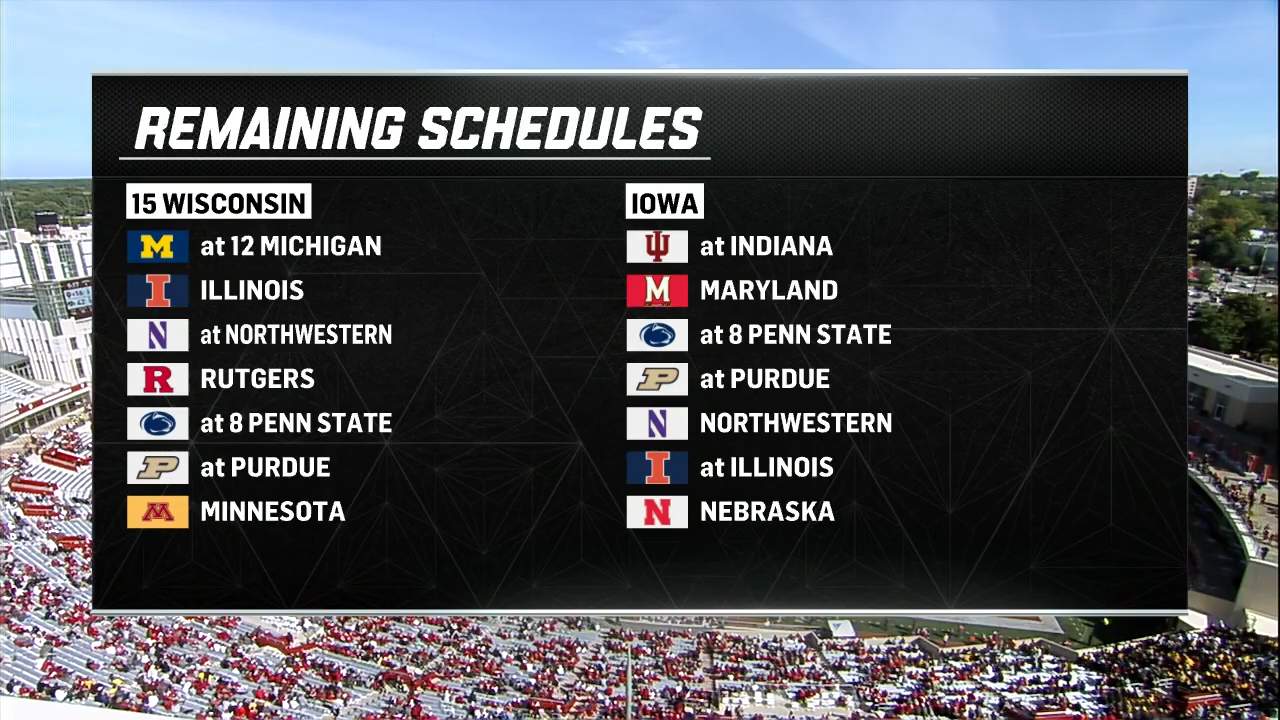 REMAINING SCHEDULES
15 WISCONSIN
M at 12 MICHIGAN
I ILLINOIS
N at NORTHWESTERN
R RUTGERS
at 8 PENN STATE
P at PURDUE
M MINNESOTA
IOWA
IU at INDIANA
M MARYLAND
at 8 PENN STATE
P at PURDUE
N NORTHWESTERN
I at ILLINOIS
N NEBRASKA